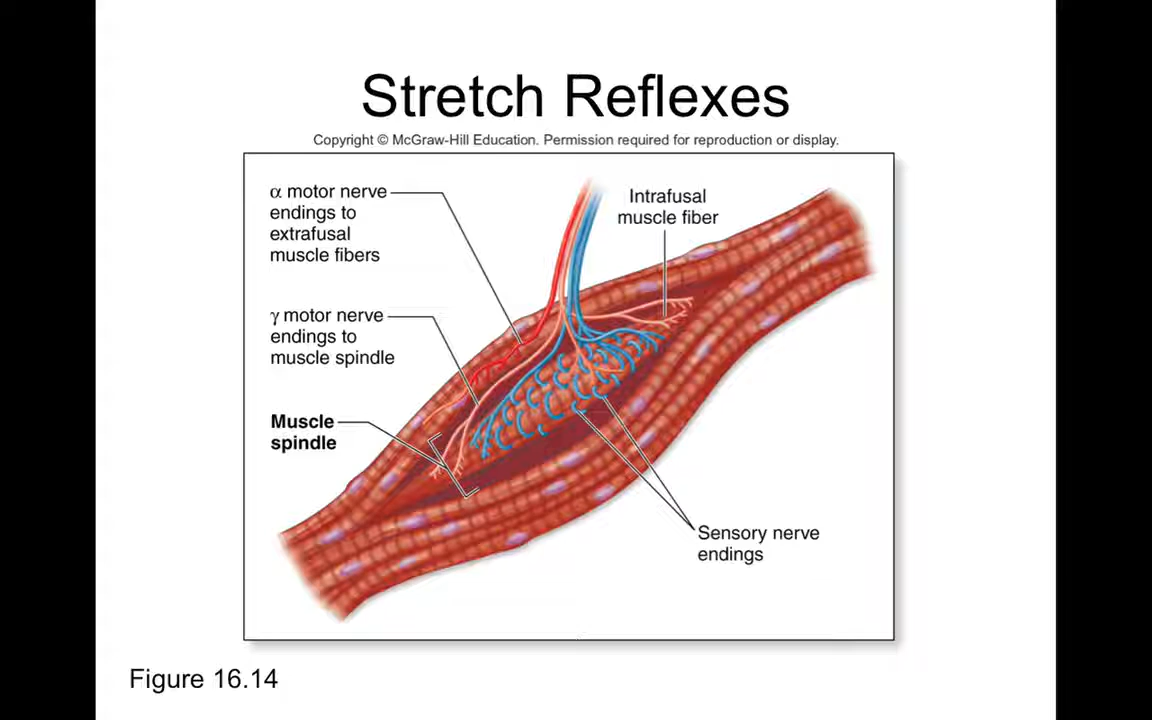 Stretch Reflexes
Copyright © McGraw-Hill Education. Permission required for reproduction or display.
α motor nerve
endings to
extrafusal
muscle fibers
Intrafusal
muscle fiber
γ motor nerve
endings to
muscle spindle
Muscle
spindle
Sensory nerve
endings
Figure 16.14